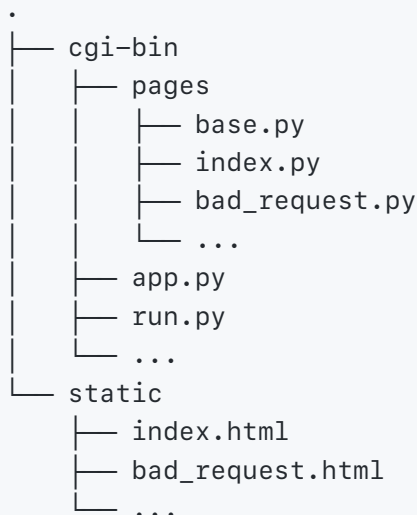 .
├── cgi-bin
│   ├── pages
│   │   ├── base.py
│   │   ├── index.py
│   │   ├── bad_request.py
│   │   └── ...
│   ├── app.py
│   ├── run.py
│   └── ...
└── static
    ├── index.html
    ├── bad_request.html
    └── ...